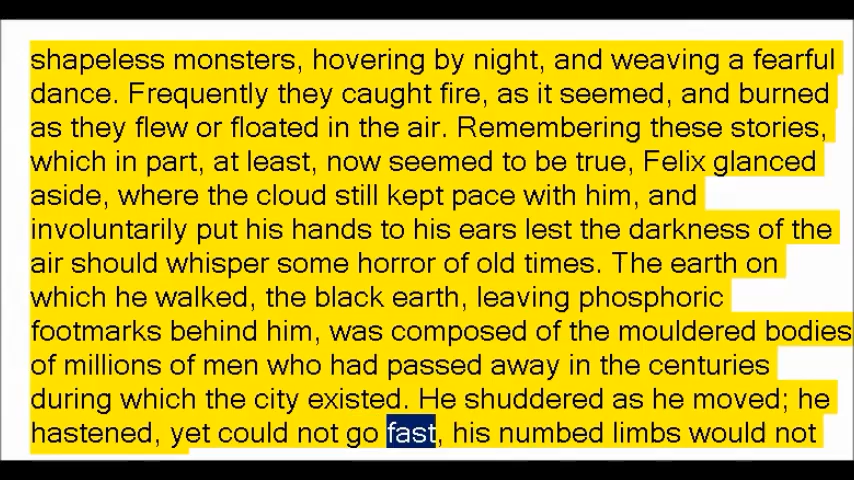 shapeless monsters, hovering by night, and weaving a fearful
dance. Frequently they caught fire, as it seemed, and burned
as they flew or floated in the air. Remembering these stories,
which in part, at least, now seemed to be true, Felix glanced
aside, where the cloud still kept pace with him, and
involuntarily put his hands to his ears lest the darkness of the
air should whisper some horror of old times. The earth on
which he walked, the black earth, leaving phosphoric
footmarks behind him, was composed of the mouldered bodies
of millions of men who had passed away in the centuries
during which the city existed. He shuddered as he moved; he
hastened, yet could not go fast, his numbed limbs would not